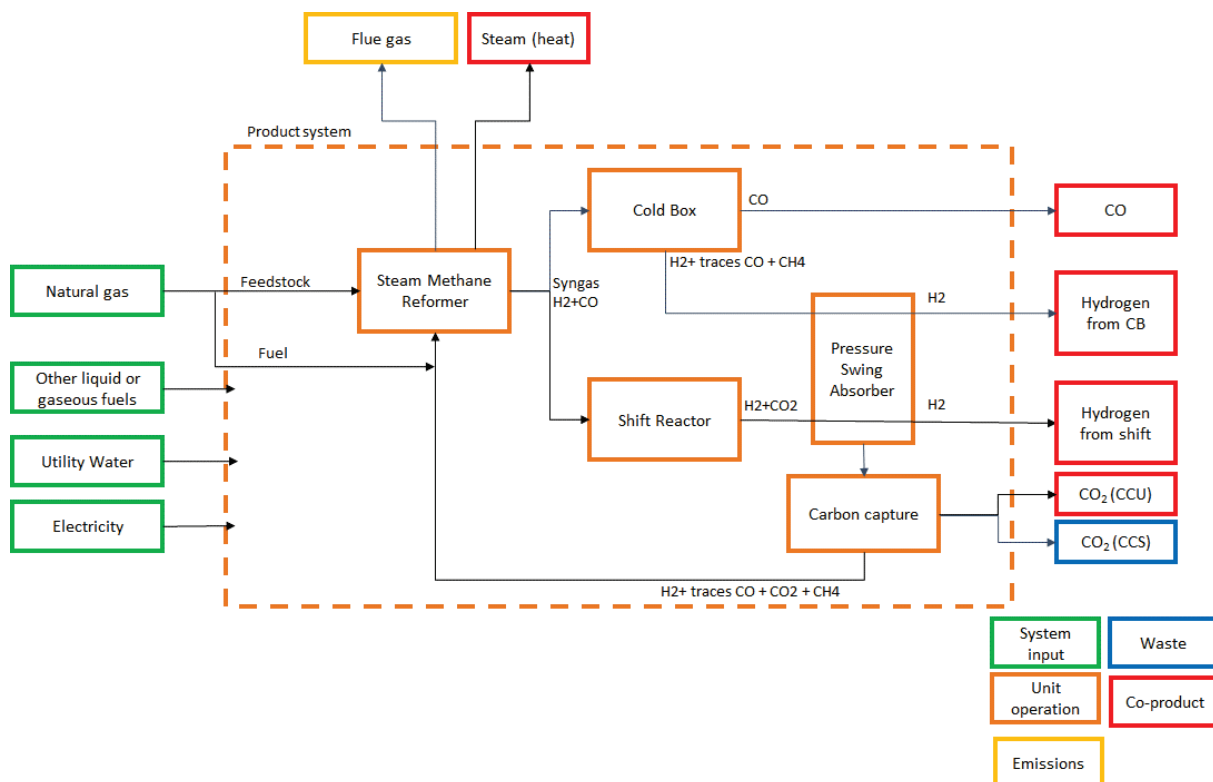 Flue gas
Steam (heat)
Product system
Cold Box
CO
CO
H2+ traces CO + CH4
Natural gas
Feedstock
Steam Methane
Reformer
Syngas
H2+CO
H2
Hydrogen
from CB
Fuel
Pressure
Swing
Absorber
Other liquid or
gaseous fuels
Shift Reactor
H2+CO2
H2
Hydrogen
from shift
Utility Water
Electricity
Carbon capture
CO₂ (CCU)
CO₂ (CCS)
H2+ traces CO + CO2 + CH4
System
input
Waste
Unit
operation
Co-product
Emissions